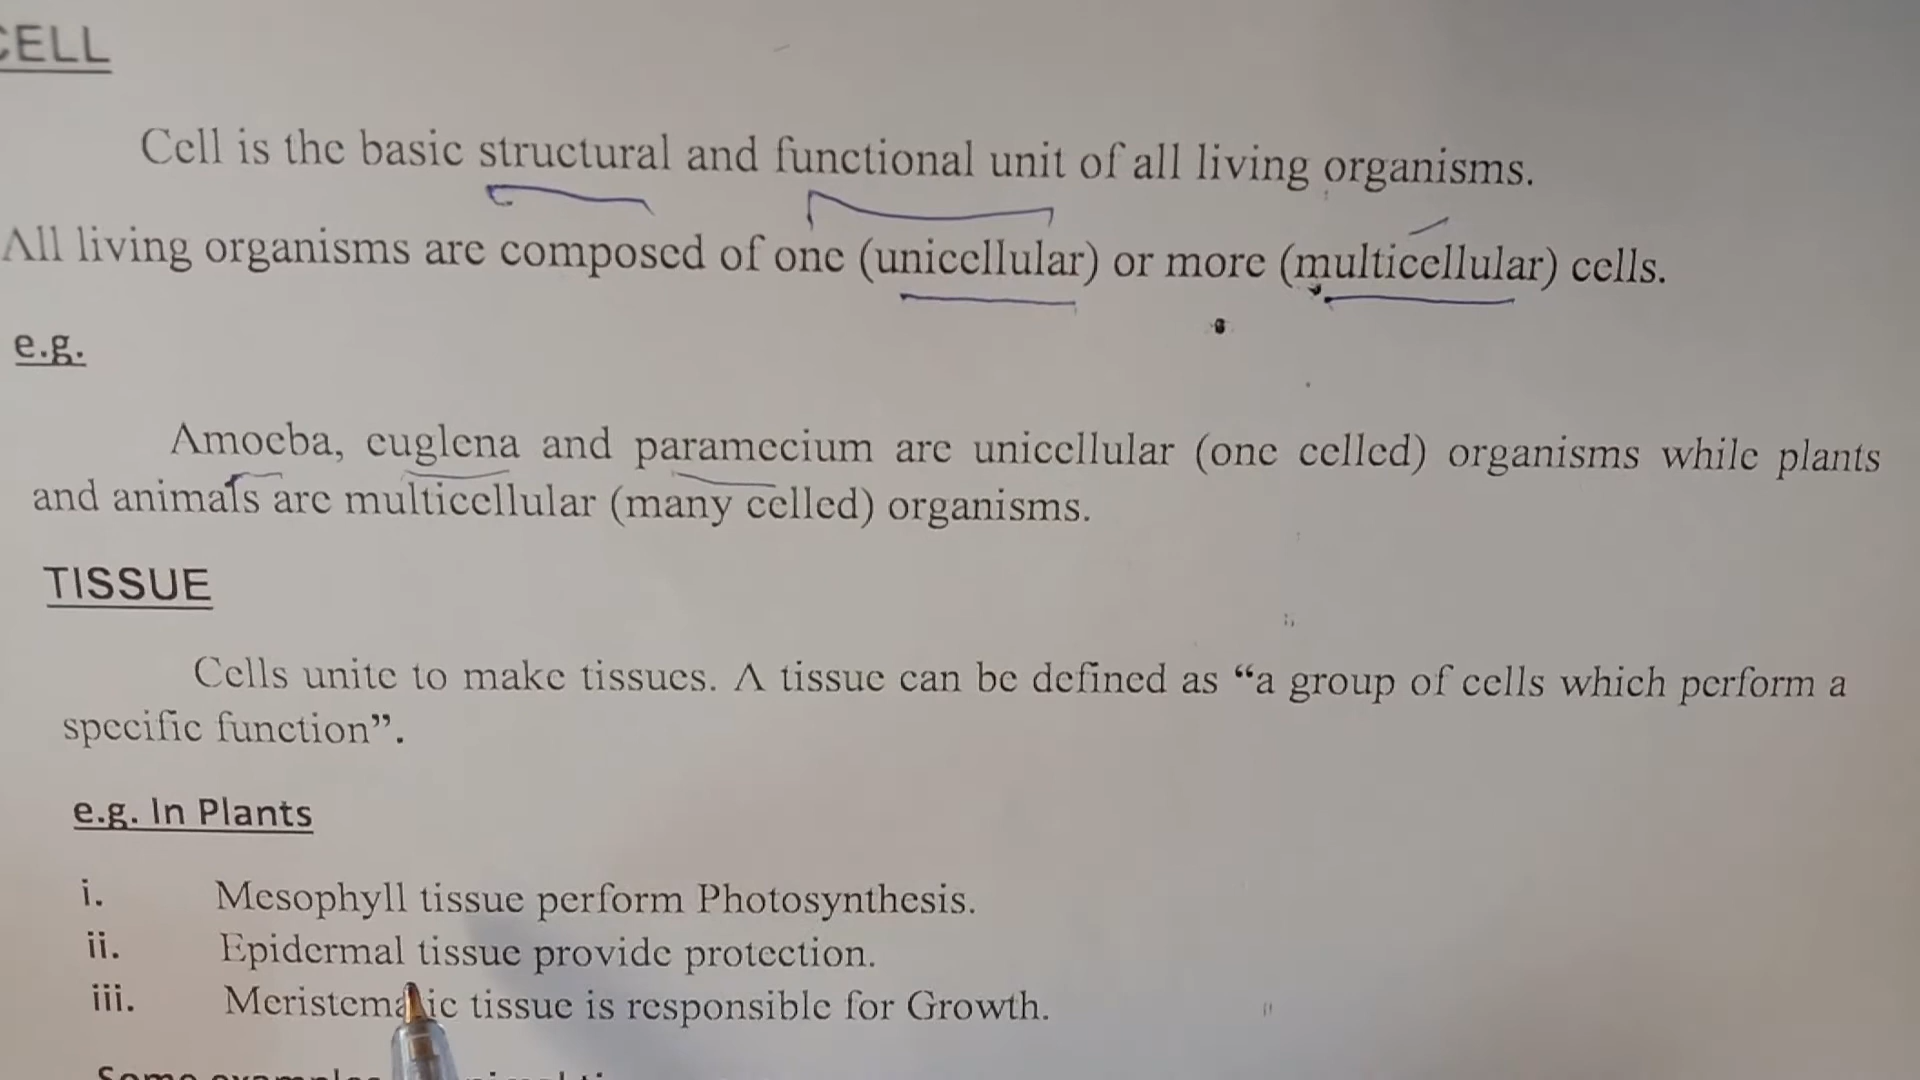 CELL
Cell is the basic structural and functional unit of all living organisms.
All living organisms are composed of one (unicellular) or more (multicellular) cells.
e.g.
Amoeba, euglena and paramecium are unicellular (one celled) organisms while plants
and animals are multicellular (many celled) organisms.
TISSUE
Cells unite to make tissues. A tissue can be defined as “a group of cells which perform a
specific function”.
e.g. In Plants
i. Mesophyll tissue perform Photosynthesis.
ii. Epidermal tissue provide protection.
iii. Meristematic tissue is responsible for Growth.
Some examples